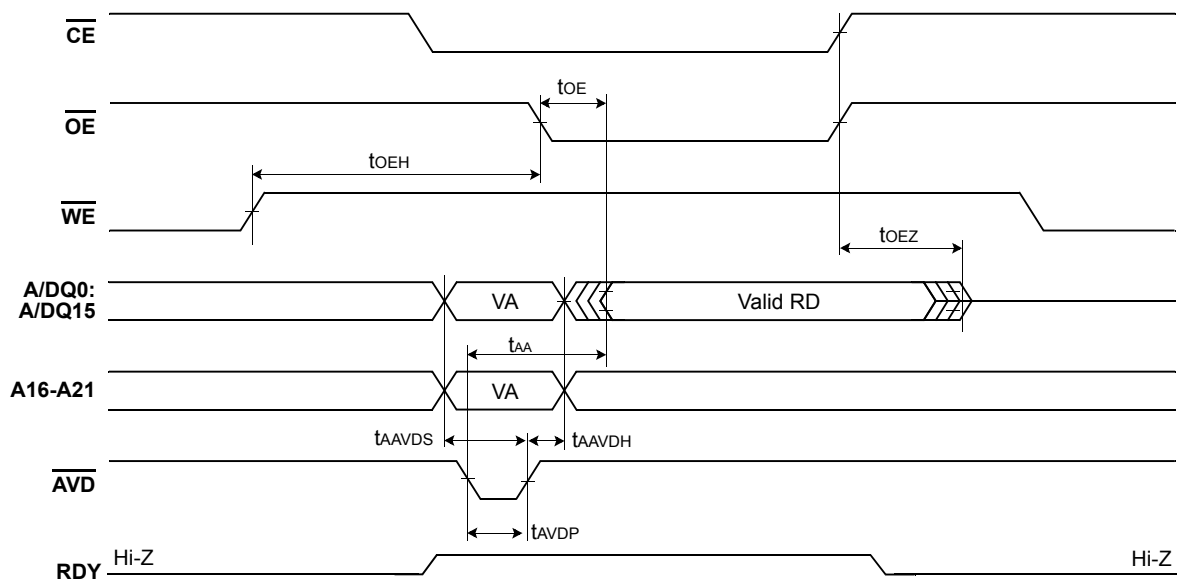 CE
tOE
OE
tOEH
WE
tOEZ
A/DQ0:
A/DQ15
VA
Valid RD
tAA
A16-A21
VA
tAAVDS
tAAVDH
AVD
tAVDP
Hi-Z
Hi-Z
RDY